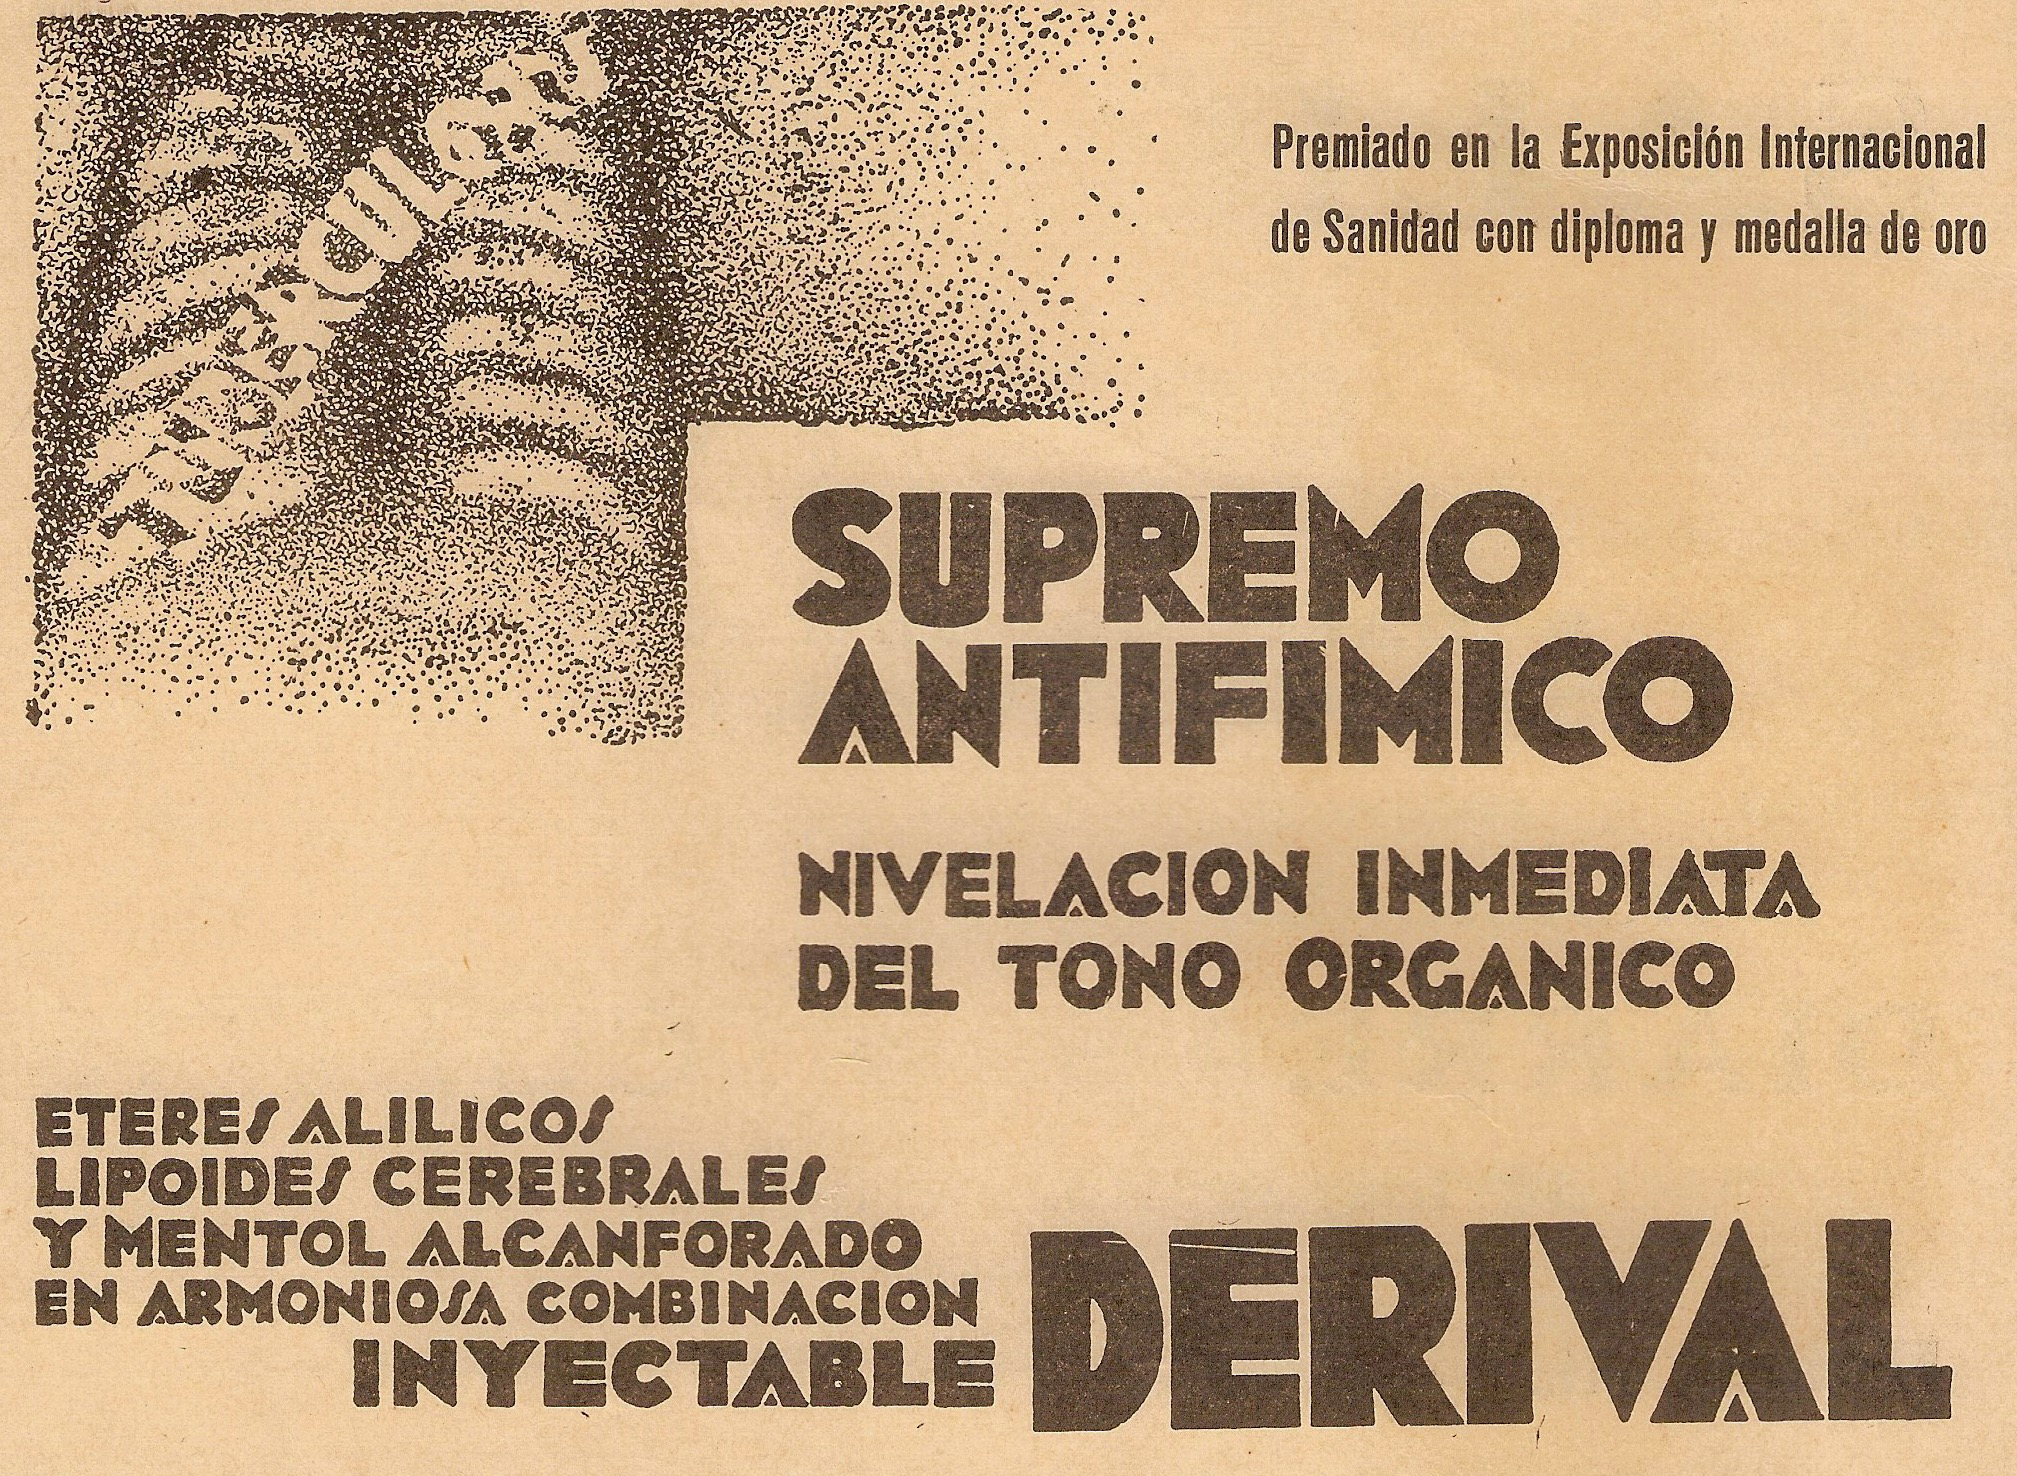 TUBERCULOSIS
Premiado en la Exposición Internacional
de Sanidad con diploma y medalla de oro
SUPREMO
ANTIFIMICO
NIVELACION INMEDIATA
DEL TONO ORGANICO
ETERES ALILICOS
LIPOIDES CEREBRALES
Y MENTOL ALCANFORADO
EN ARMONIOSA COMBINACION
INYECTABLE
DERIVAL